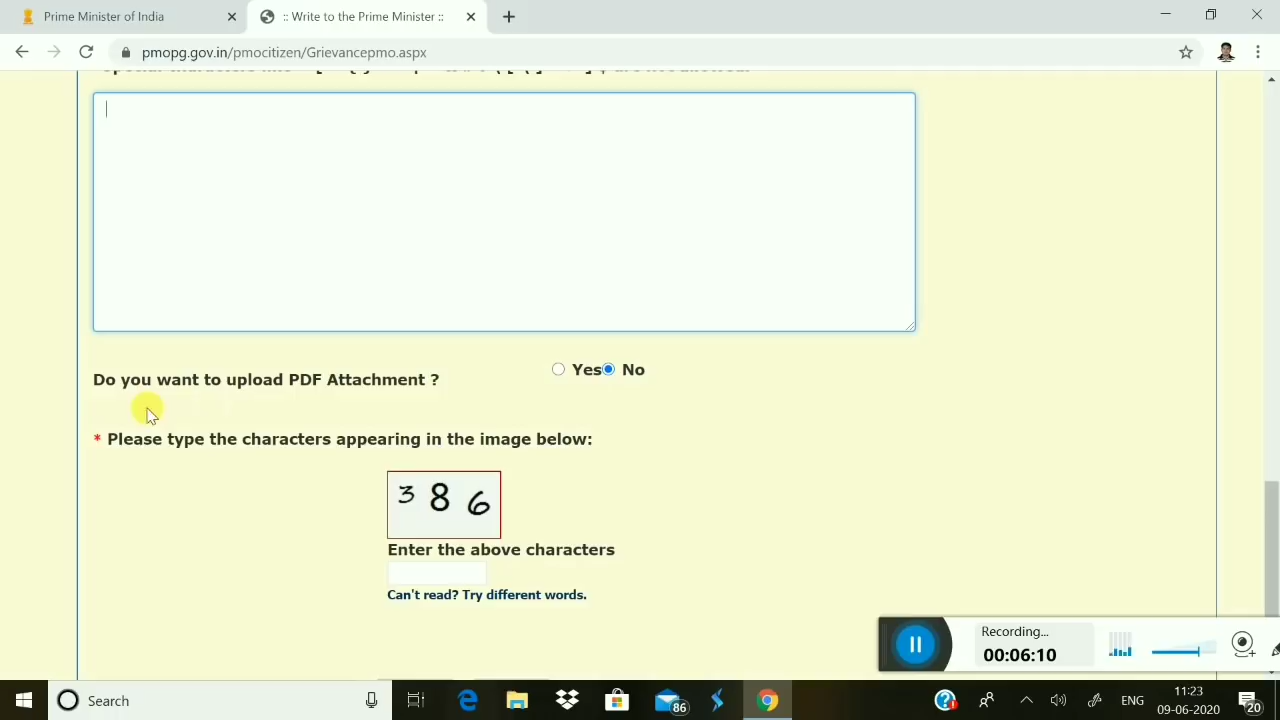 Prime Minister of India
:: Write to the Prime Minister ::
pmopg.gov.in/pmocitizen/Grievancepmo.aspx
Do you want to upload PDF Attachment ?
Yes No
* Please type the characters appearing in the image below:
3 8 6
Enter the above characters
Can't read? Try different words.
Recording...
00:06:10
Search
86
ENG
11:23
09-06-2020
20